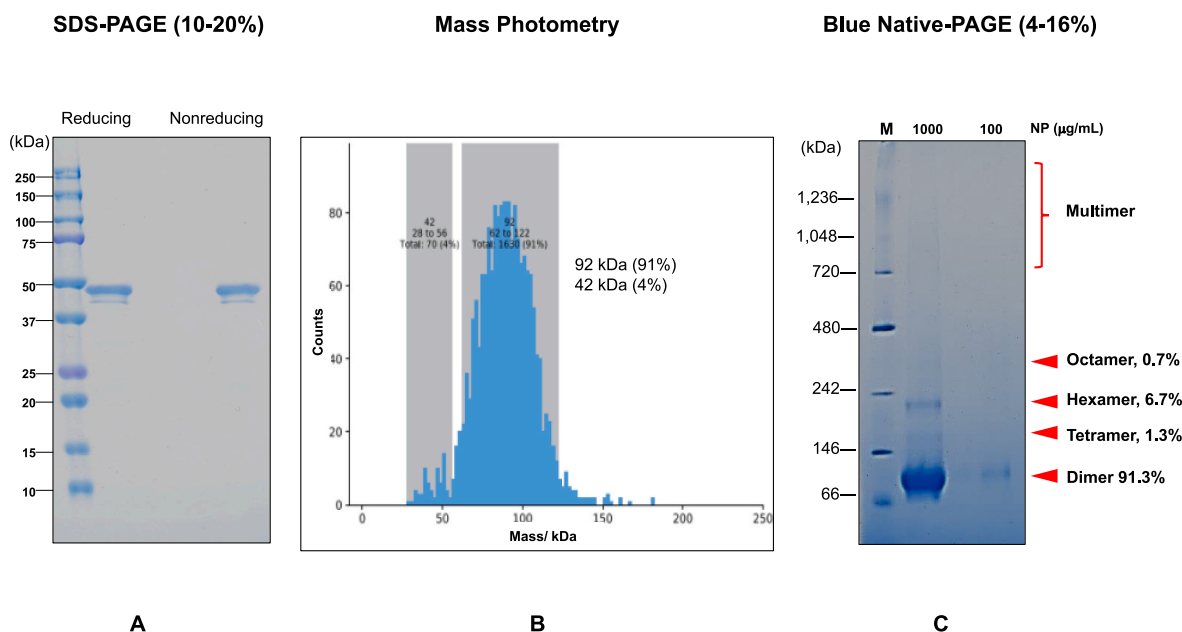 SDS-PAGE (10-20%)
Mass Photometry
Blue Native-PAGE (4-16%)
Reducing
Nonreducing
(kDa)
250
150
100
75
50
37
25
20
15
10
A
80
60
40
20
0
Counts
42
28 to 56
Total: 70 (4%)
92
62 to 122
Total: 1630 (91%)
92 kDa (91%)
42 kDa (4%)
0 50 100 150 200 250
Mass/ kDa
B
M 1000 100 NP (µg/mL)
(kDa)
1,236
1,048
720
480
242
146
66
Multimer
Octamer, 0.7%
Hexamer, 6.7%
Tetramer, 1.3%
Dimer 91.3%
C